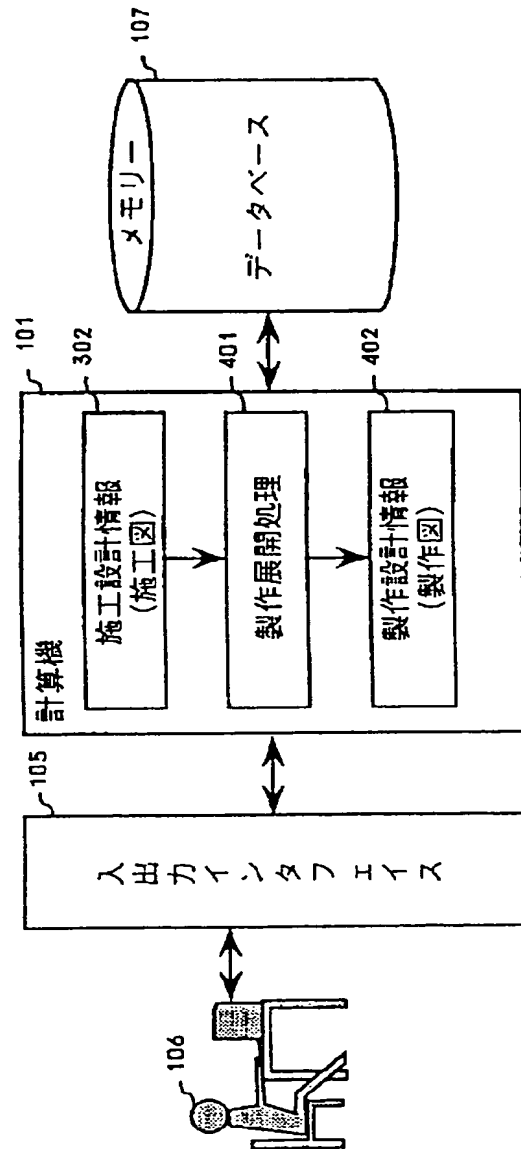 106
105
入出力インタフェイス
101
計算機
302
施工設計情報
(施工図)
401
製作展開処理
402
製作設計情報
(製作図)
107
メモリー
データベース